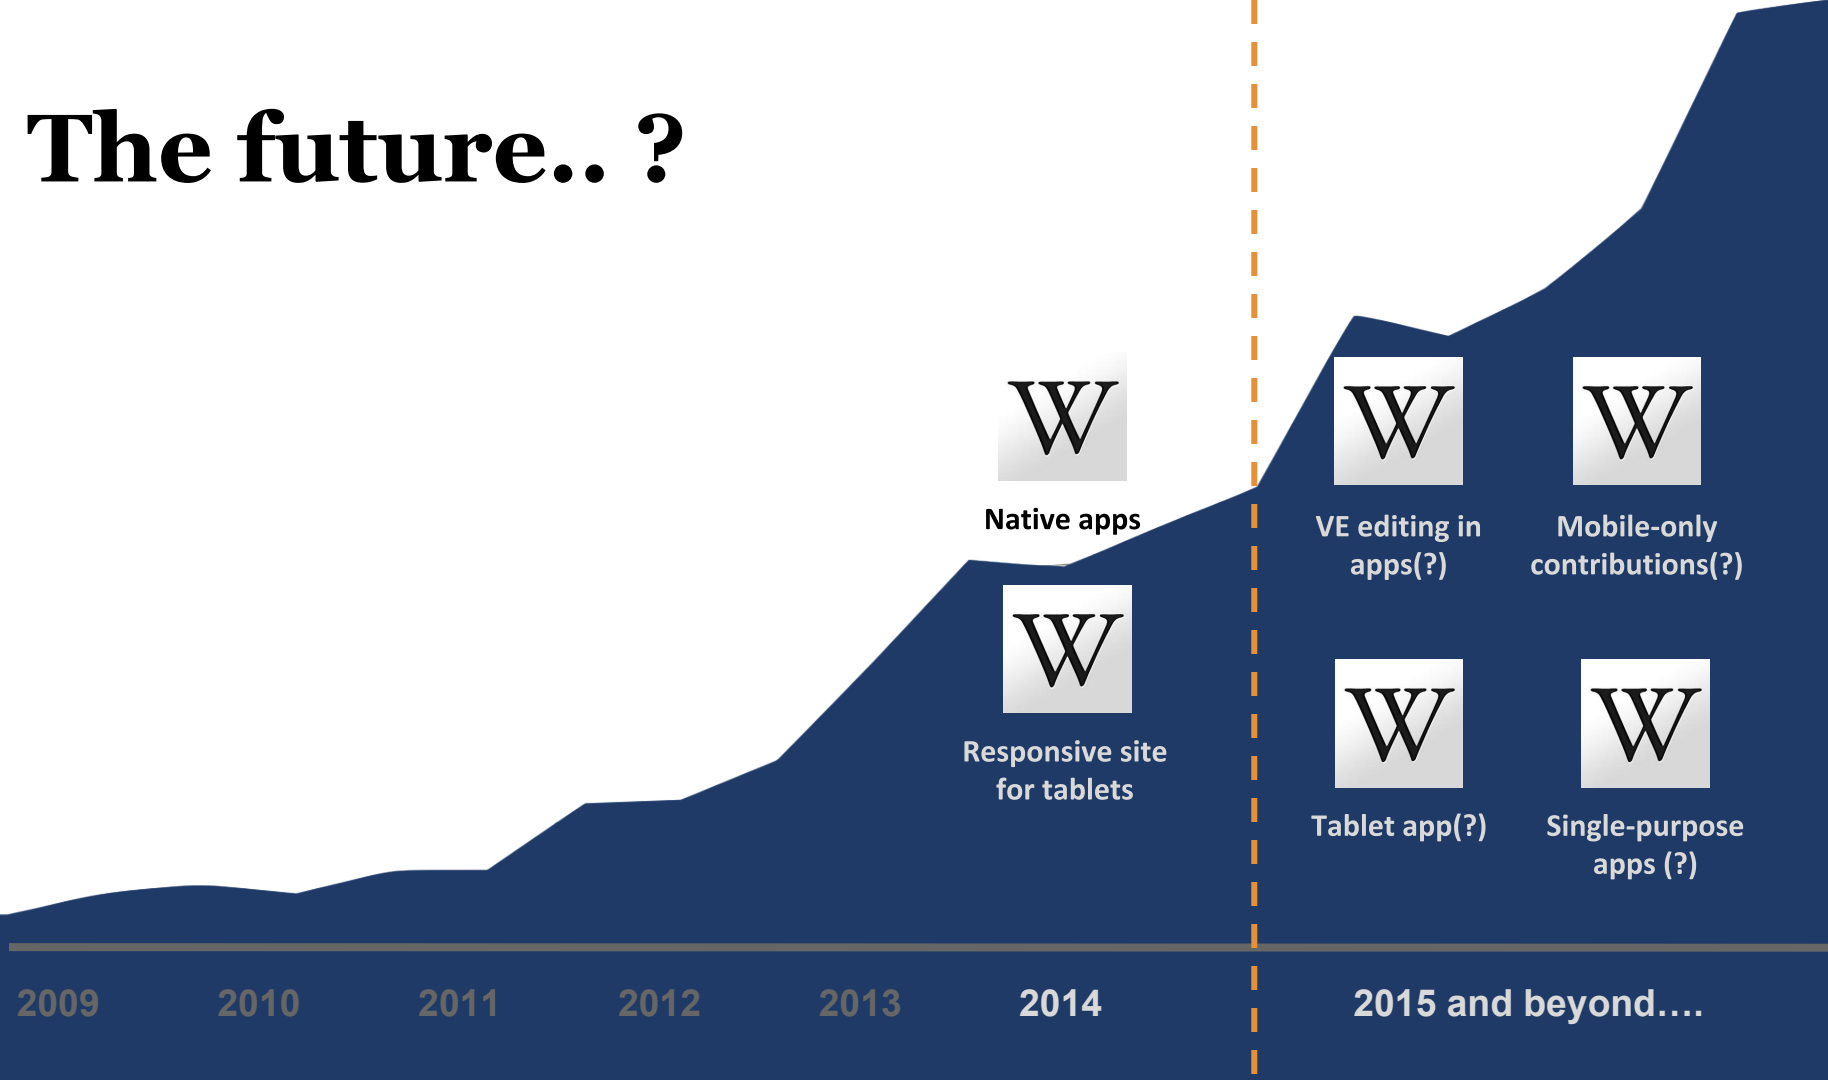 The future.. ?
W
Native apps
W
Responsive site
for tablets
W
VE editing in
apps(?)
W
Mobile-only
contributions(?)
W
Tablet app(?)
W
Single-purpose
apps (?)
2009
2010
2011
2012
2013
2014
2015 and beyond....